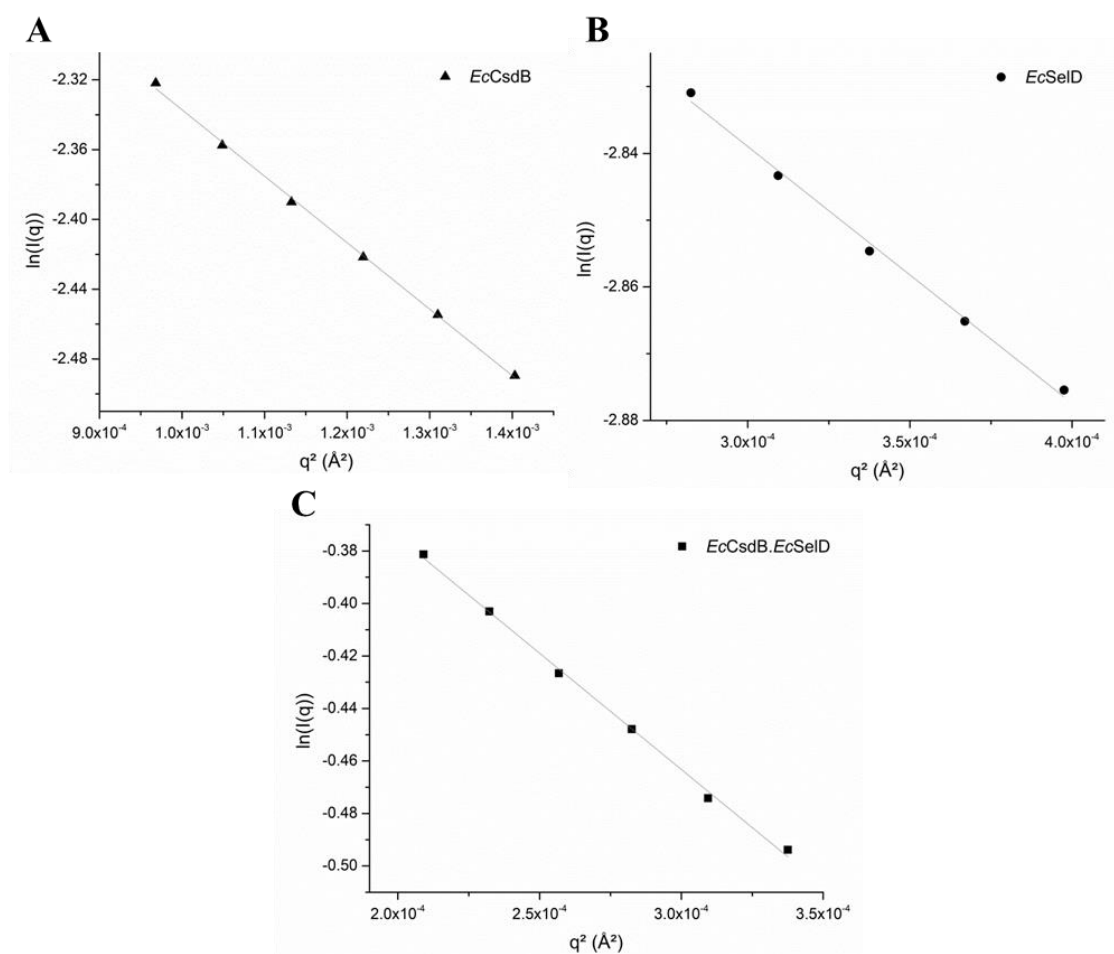 A
EcCsdB
-2.32
-2.36
-2.40
-2.44
-2.48
ln(I(q))
9.0x10⁻⁴ 1.0x10⁻³ 1.1x10⁻³ 1.2x10⁻³ 1.3x10⁻³ 1.4x10⁻³
q² (Å²)
B
EcSelD
-2.84
-2.86
-2.88
ln(I(q))
3.0x10⁻⁴ 3.5x10⁻⁴ 4.0x10⁻⁴
q² (Å²)
C
EcCsdB.EcSelD
-0.38
-0.40
-0.42
-0.44
-0.46
-0.48
-0.50
ln(I(q))
2.0x10⁻⁴ 2.5x10⁻⁴ 3.0x10⁻⁴ 3.5x10⁻⁴
q² (Å²)